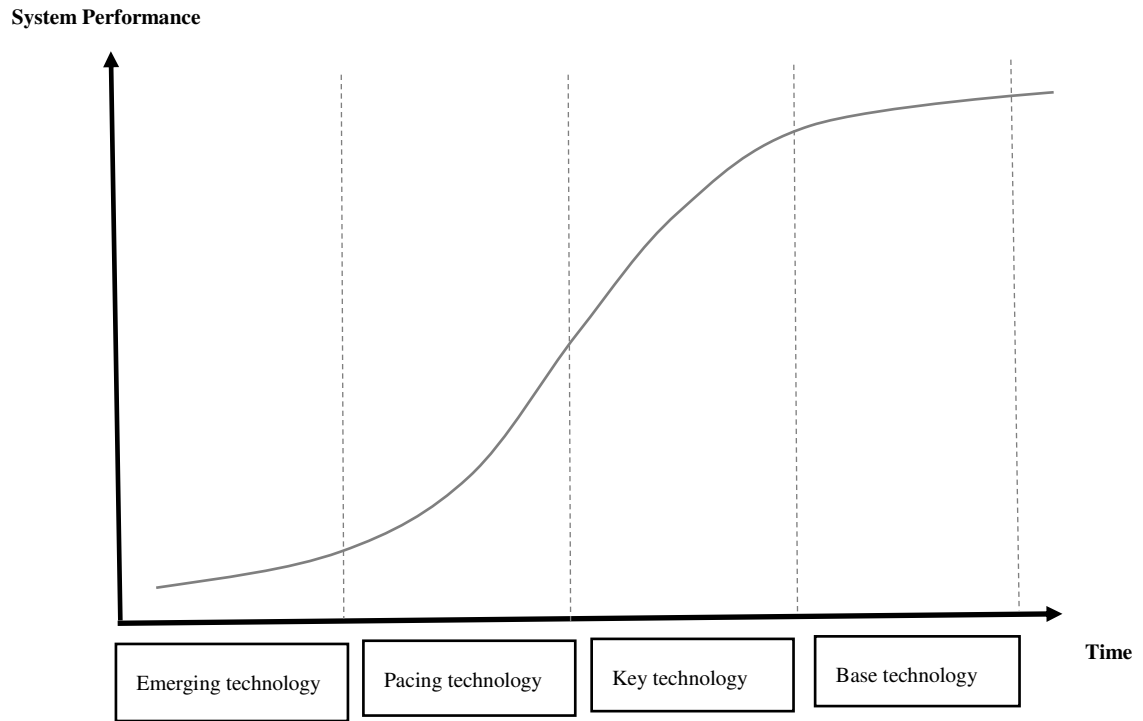 System Performance
Emerging technology
Pacing technology
Key technology
Base technology
Time